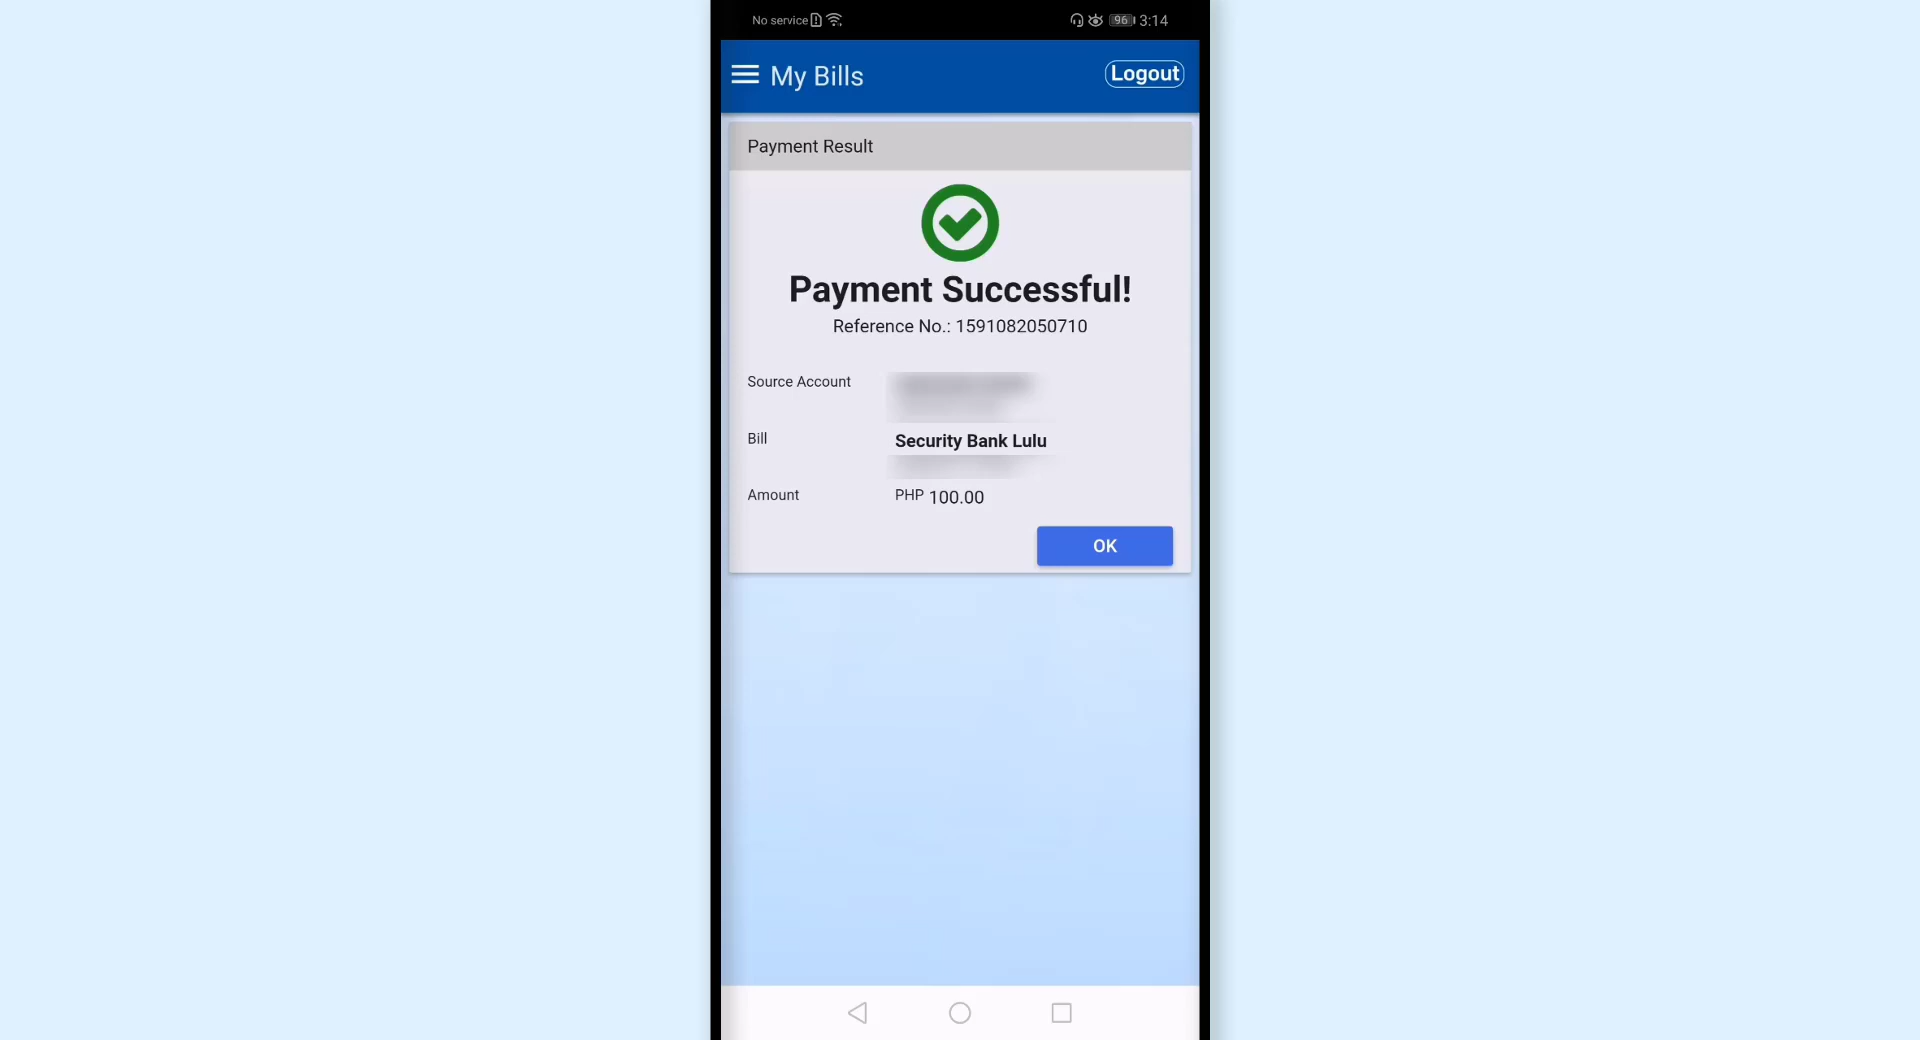 No service 96 3:14
My Bills Logout
Payment Result
Payment Successful!
Reference No.: 1591082050710
Source Account
Bill Security Bank Lulu
Amount PHP 100.00
OK